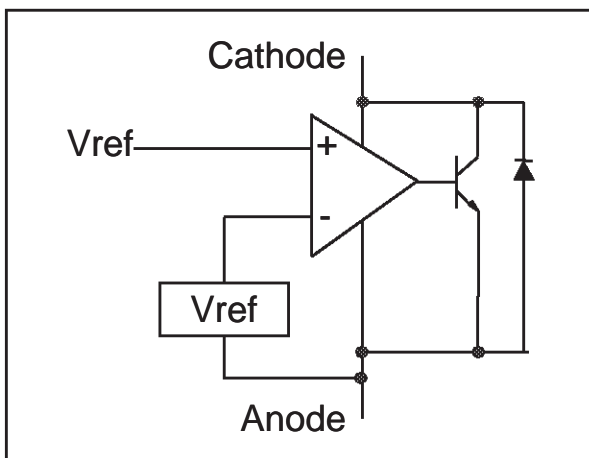 Cathode
Vref
+
-
Vref
Anode